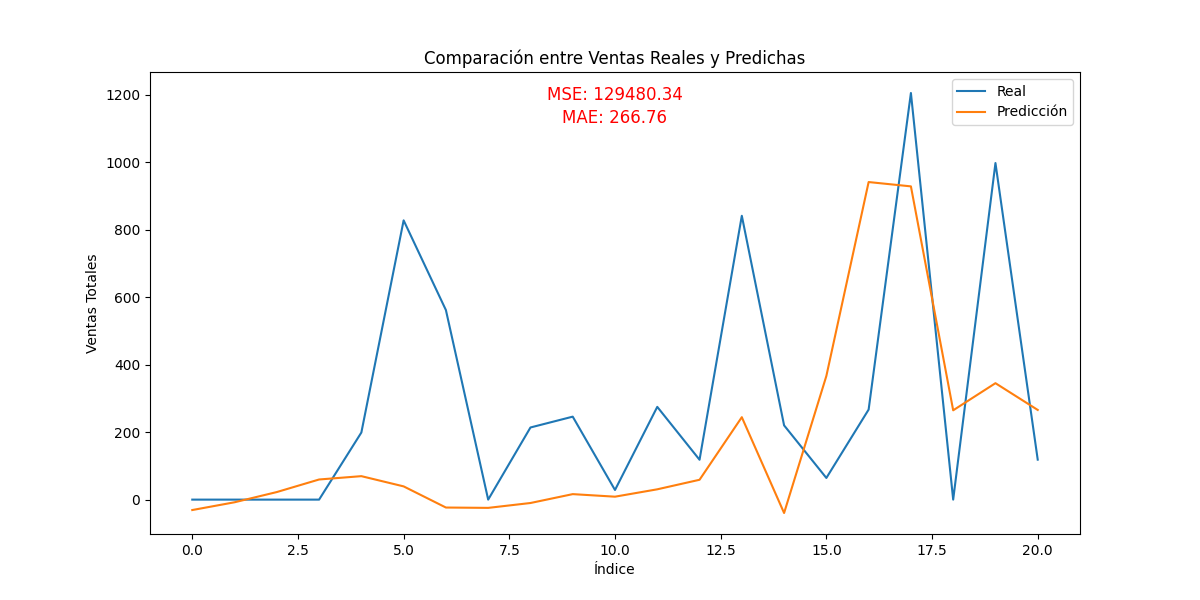 Comparación entre Ventas Reales y Predichas
MSE: 129480.34
MAE: 266.76
Real
Predicción
Ventas Totales
1200
1000
800
600
400
200
0
0.0 2.5 5.0 7.5 10.0 12.5 15.0 17.5 20.0
Índice